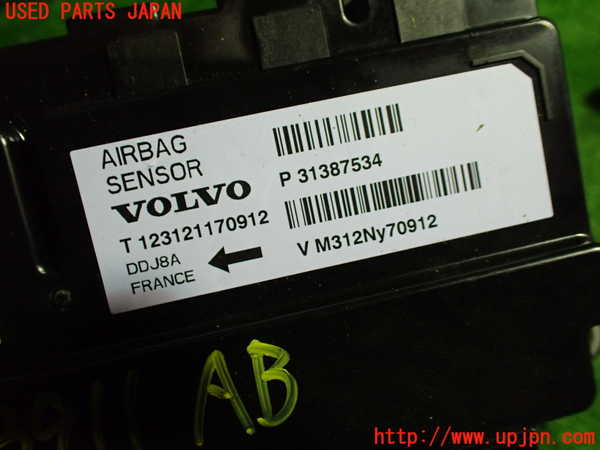 USED PARTS JAPAN
AIRBAG
SENSOR
VOLVO
T 123121170912
DDJ8A
FRANCE
P 31387534
V M312Ny70912
AB
http://www.upjpn.com